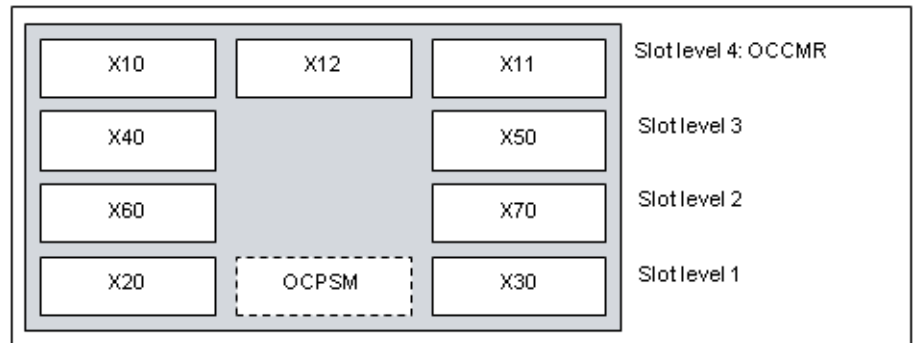 X10 X12 X11 Slot level 4: OCCMR
X40 X50 Slot level 3
X60 X70 Slot level 2
X20 OCPSM X30 Slot level 1